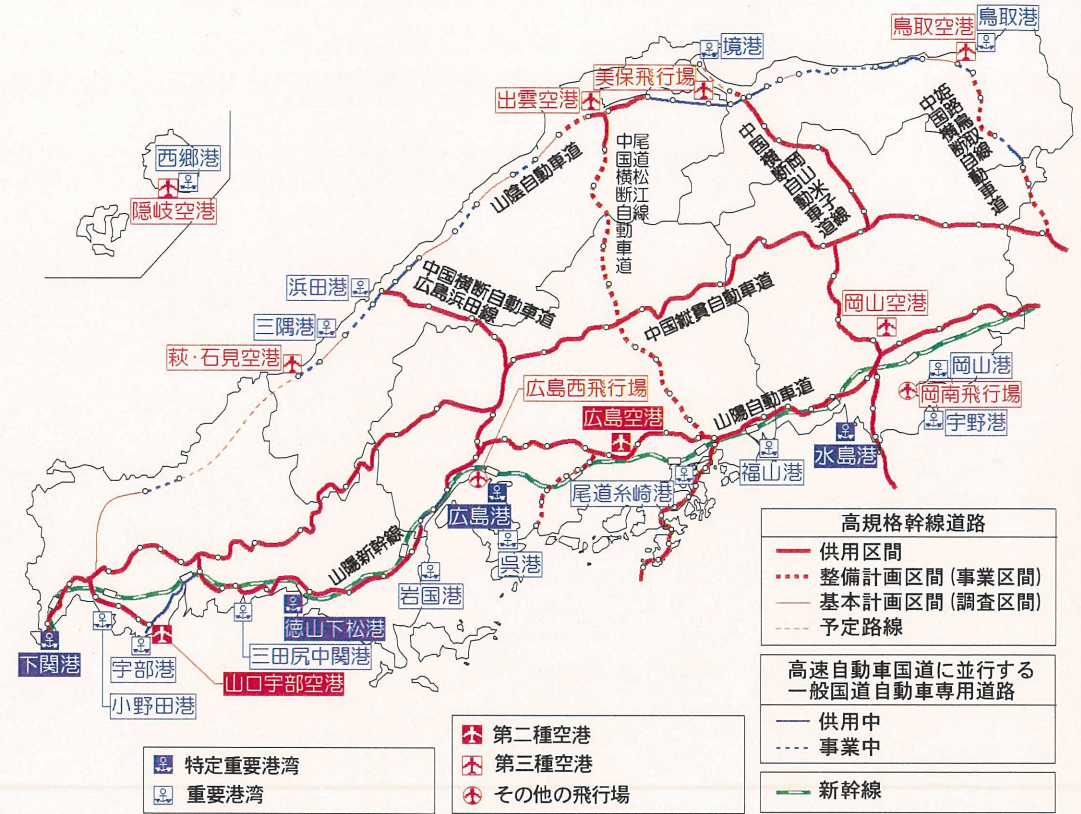 鳥取空港
鳥取港
境港
美保飛行場
出雲空港
西郷港
隠岐空港
山陰自動車道
尾道松江線
中国横断自動車道
岡山米子線
中国横断自動車道
姫路鳥取線
中国横断自動車道
浜田港
中国横断自動車道
広島浜田線
三隅港
中国縦貫自動車道
岡山空港
萩・石見空港
広島西飛行場
広島空港
山陽自動車道
岡山港
岡南飛行場
宇野港
水島港
福山港
尾道糸崎港
広島港
呉港
山陽新幹線
岩国港
徳山下松港
三田尻中関港
下関港
宇部港
山口宇部空港
小野田港
高規格幹線道路
供用区間
整備計画区間(事業区間)
基本計画区間(調査区間)
予定路線
高速自動車国道に並行する
一般国道自動車専用道路
供用中
事業中
新幹線
特定重要港湾
重要港湾
第二種空港
第三種空港
その他の飛行場